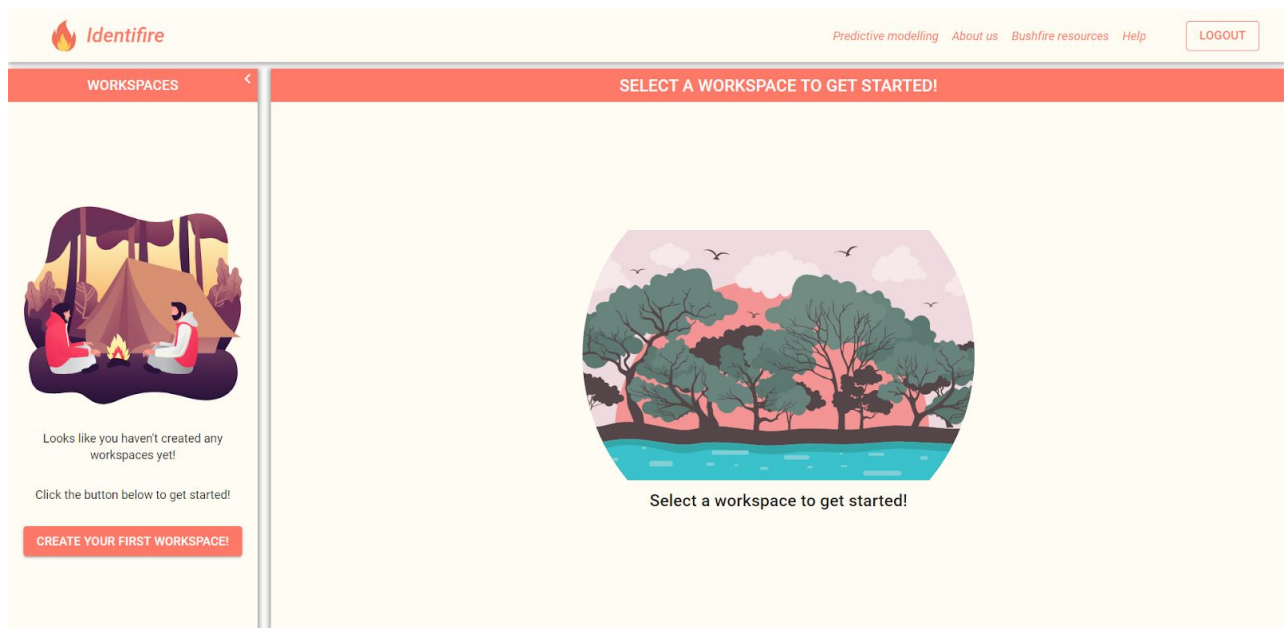 Identifire
Predictive modelling About us Bushfire resources Help LOGOUT
WORKSPACES
SELECT A WORKSPACE TO GET STARTED!
Looks like you haven't created any
workspaces yet!
Click the button below to get started!
CREATE YOUR FIRST WORKSPACE!
Select a workspace to get started!